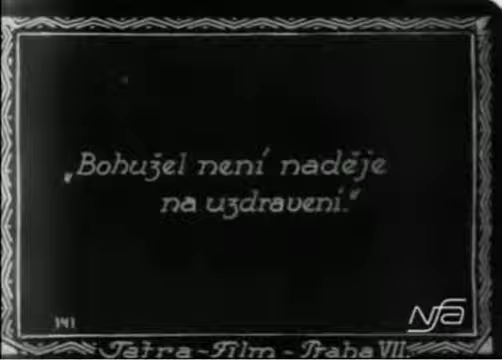 „Bohužel není naděje
na uzdravení.“
141
Nfa
Tatra-Film - Praha VII